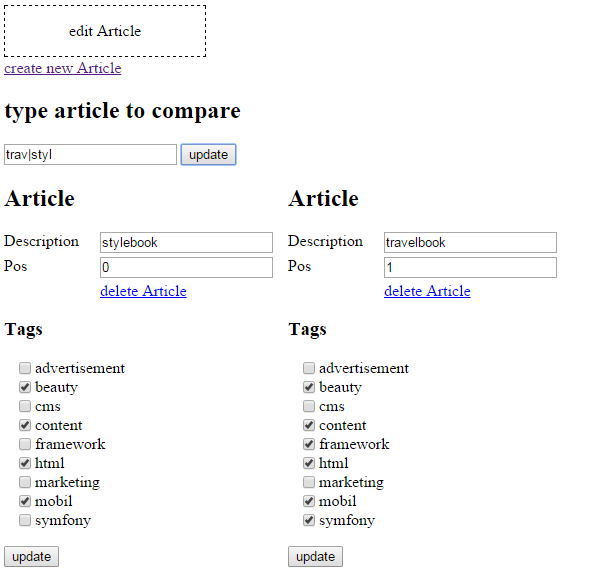 edit Article
create new Article
type article to compare
trav|styl update
Article
Description stylebook
Pos 0
delete Article
Tags
advertisement
beauty
cms
content
framework
html
marketing
mobil
symfony
update
Article
Description travelbook
Pos 1
delete Article
Tags
advertisement
beauty
cms
content
framework
html
marketing
mobil
symfony
update